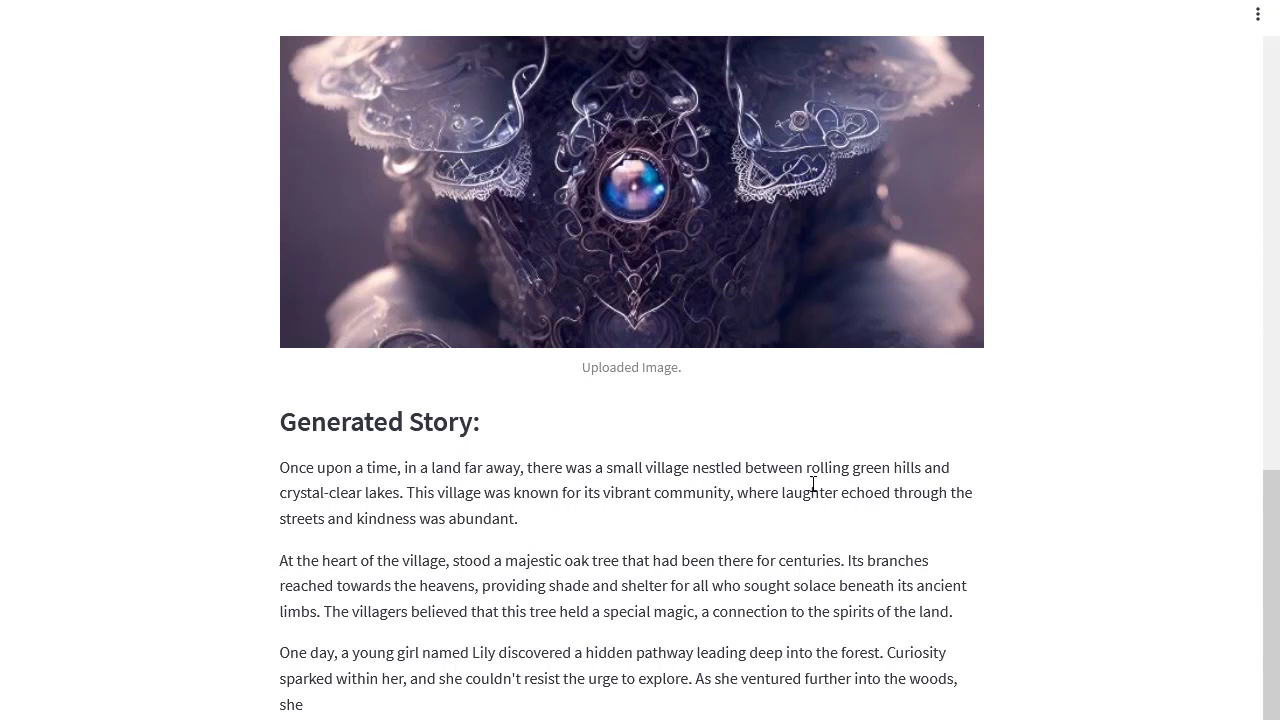 Uploaded Image.
Generated Story:
Once upon a time, in a land far away, there was a small village nestled between rolling green hills and
crystal-clear lakes. This village was known for its vibrant community, where laughter echoed through the
streets and kindness was abundant.
At the heart of the village, stood a majestic oak tree that had been there for centuries. Its branches
reached towards the heavens, providing shade and shelter for all who sought solace beneath its ancient
limbs. The villagers believed that this tree held a special magic, a connection to the spirits of the land.
One day, a young girl named Lily discovered a hidden pathway leading deep into the forest. Curiosity
sparked within her, and she couldn't resist the urge to explore. As she ventured further into the woods,
she